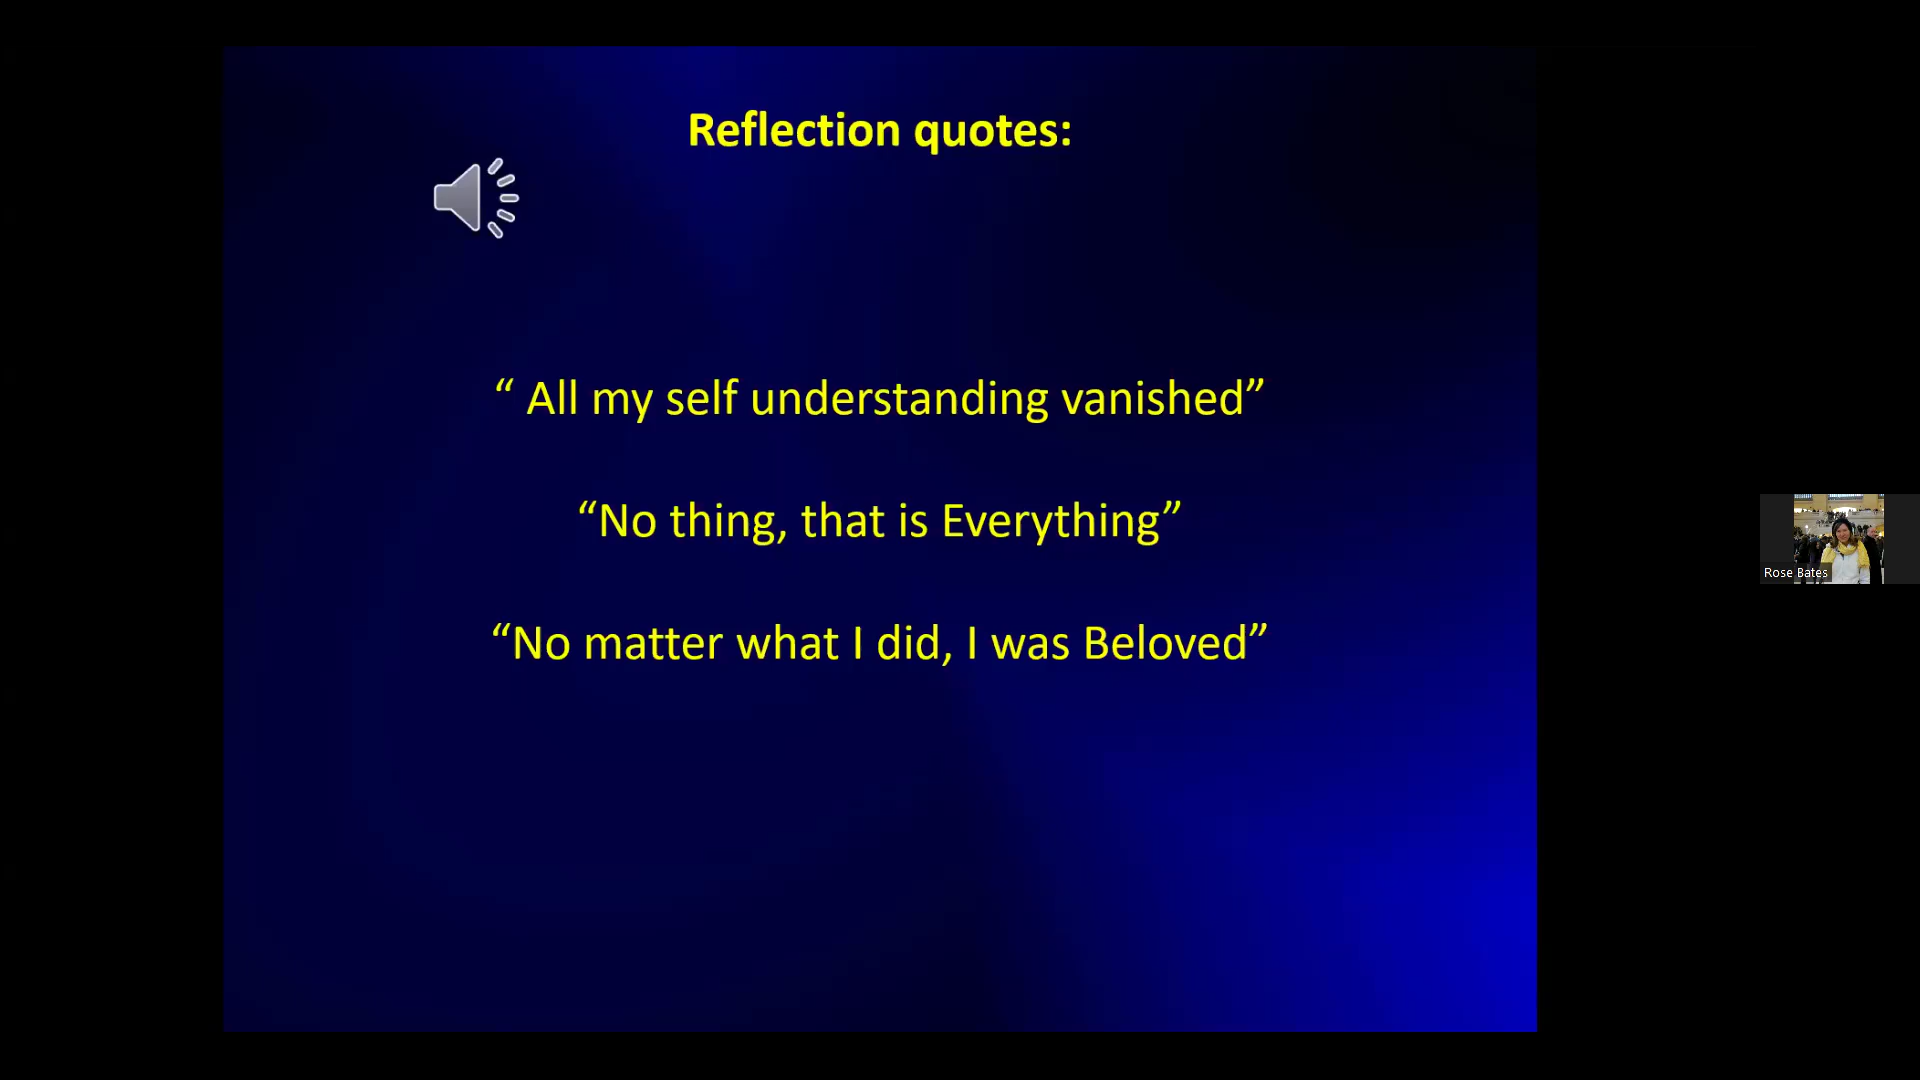 Reflection quotes:
“ All my self understanding vanished”
“No thing, that is Everything”
“No matter what I did, I was Beloved”
Rose Bates